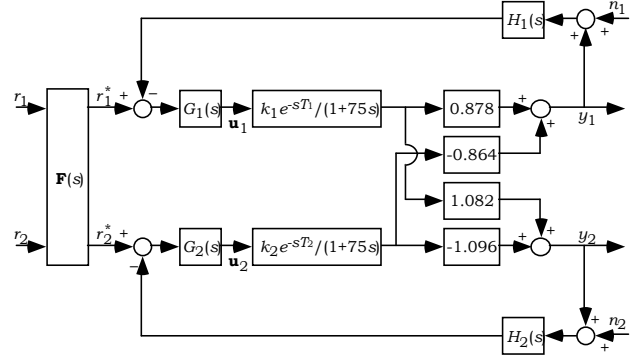 H1(s)
n1
+
+
r1
r1*
+
−
G1(s)
u1
k1e^-sT1/(1+75s)
0.878
+
+
y1
-0.864
F(s)
1.082
r2
r2*
+
−
G2(s)
u2
k2e^-sT2/(1+75s)
-1.096
+
+
y2
H2(s)
n2
+
+